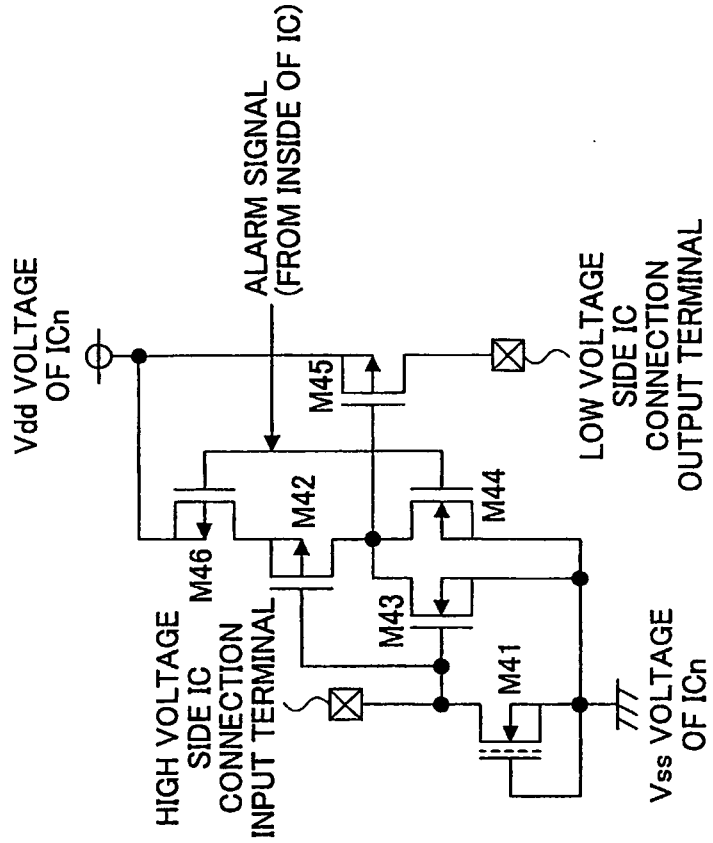 Vdd VOLTAGE
OF ICn
ALARM SIGNAL
(FROM INSIDE OF IC)
M46
M42
M45
HIGH VOLTAGE
SIDE IC
CONNECTION
INPUT TERMINAL
M43
M44
M41
LOW VOLTAGE
SIDE IC
CONNECTION
OUTPUT TERMINAL
Vss VOLTAGE
OF ICn